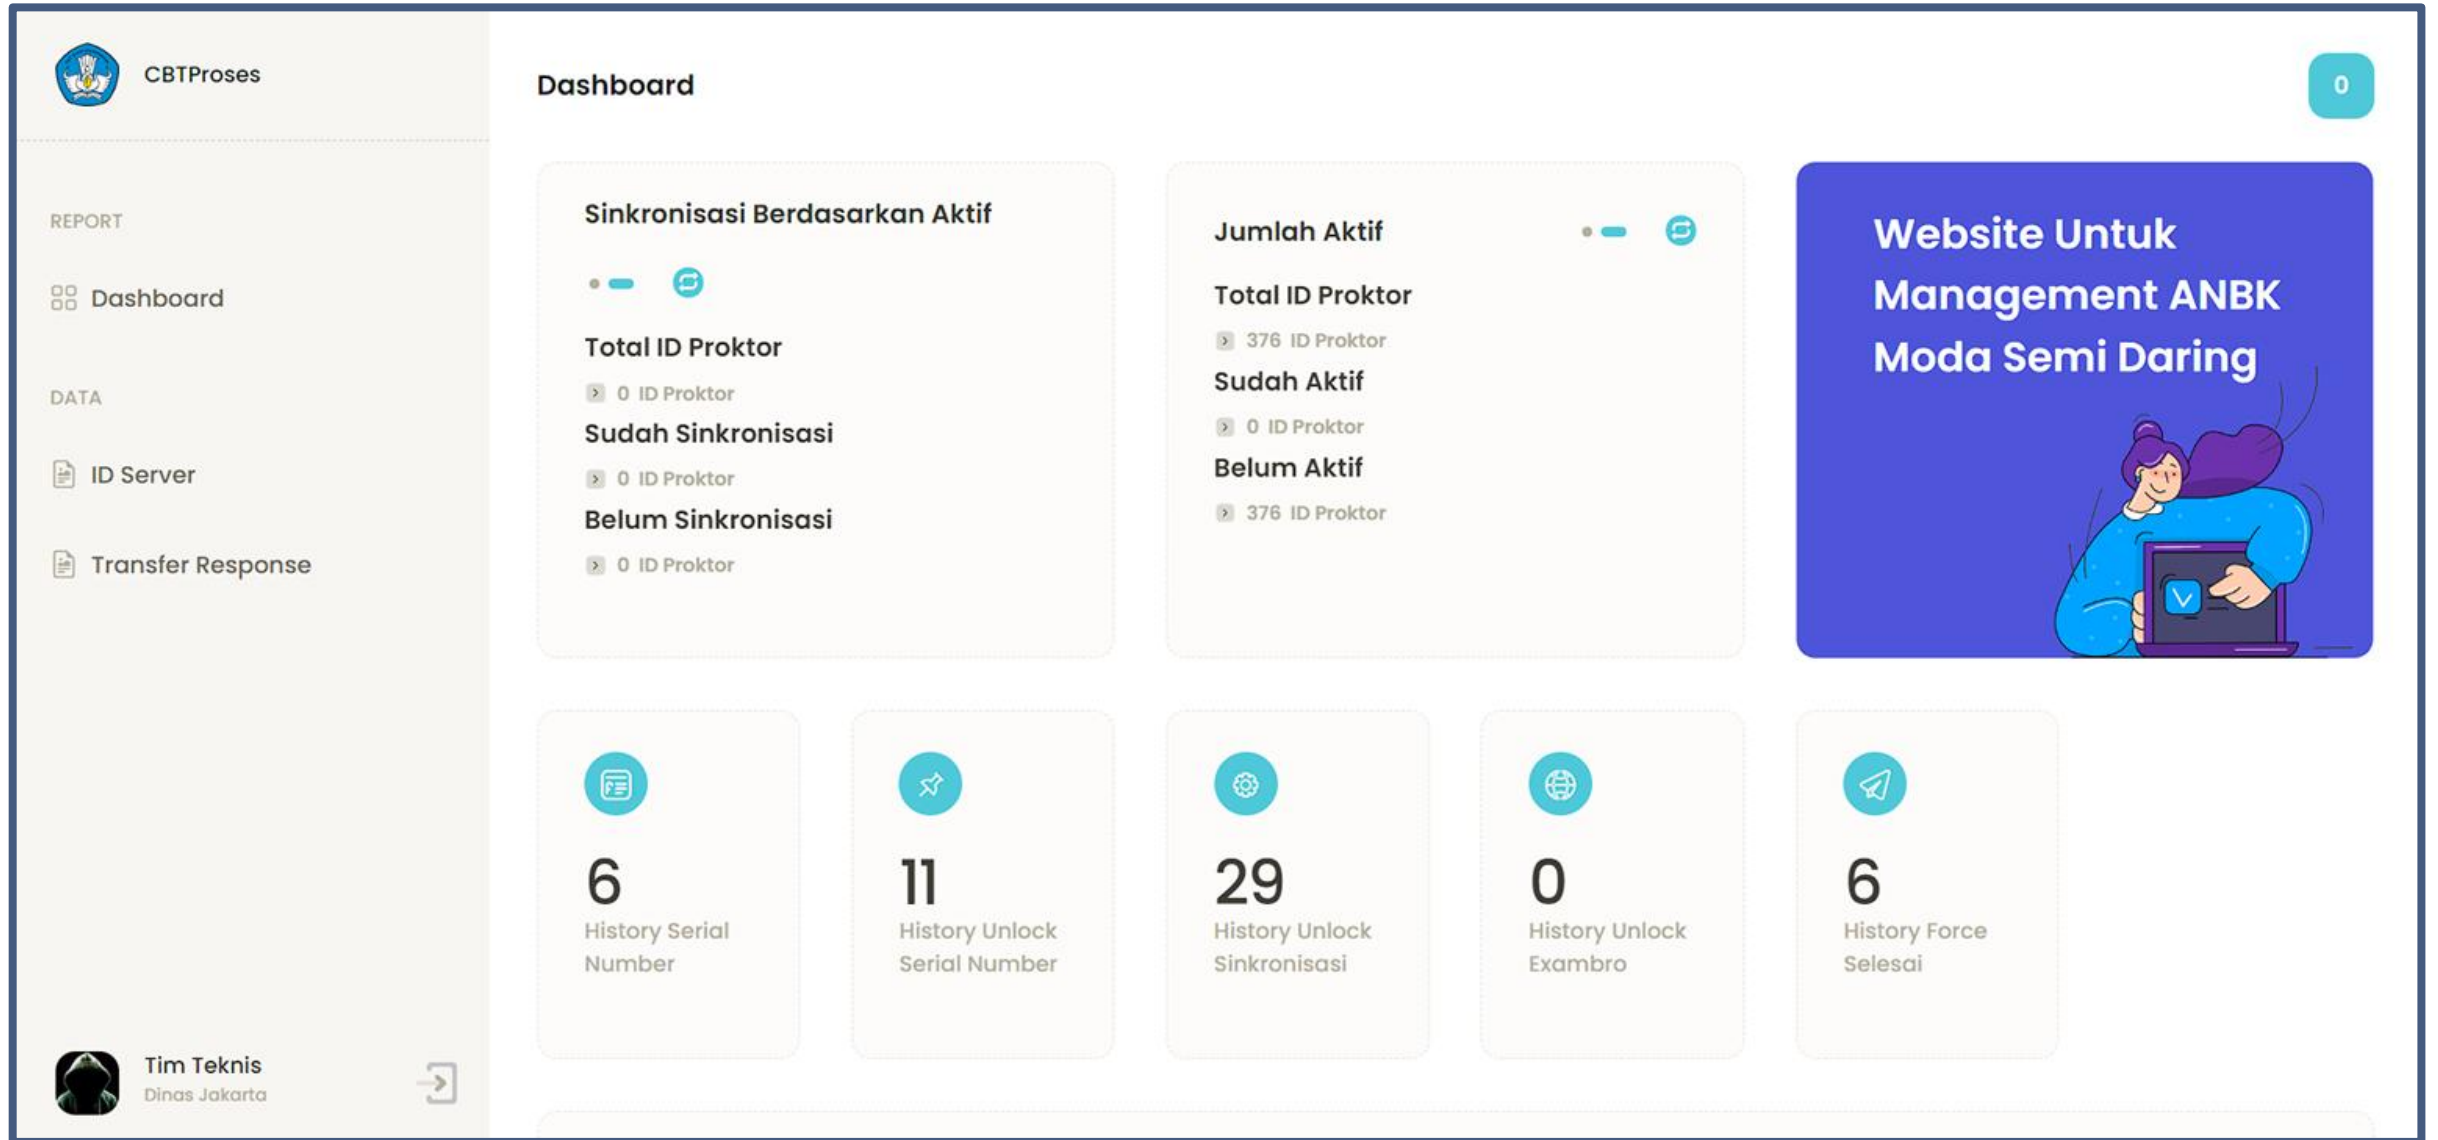 CBTProses
REPORT
Dashboard
DATA
ID Server
Transfer Response
Tim Teknis
Dinas Jakarta
Dashboard
0
Sinkronisasi Berdasarkan Aktif
Total ID Proktor
0 ID Proktor
Sudah Sinkronisasi
0 ID Proktor
Belum Sinkronisasi
0 ID Proktor
Jumlah Aktif
Total ID Proktor
376 ID Proktor
Sudah Aktif
0 ID Proktor
Belum Aktif
376 ID Proktor
Website Untuk
Management ANBK
Moda Semi Daring
6
History Serial
Number
11
History Unlock
Serial Number
29
History Unlock
Sinkronisasi
0
History Unlock
Exambro
6
History Force
Selesai